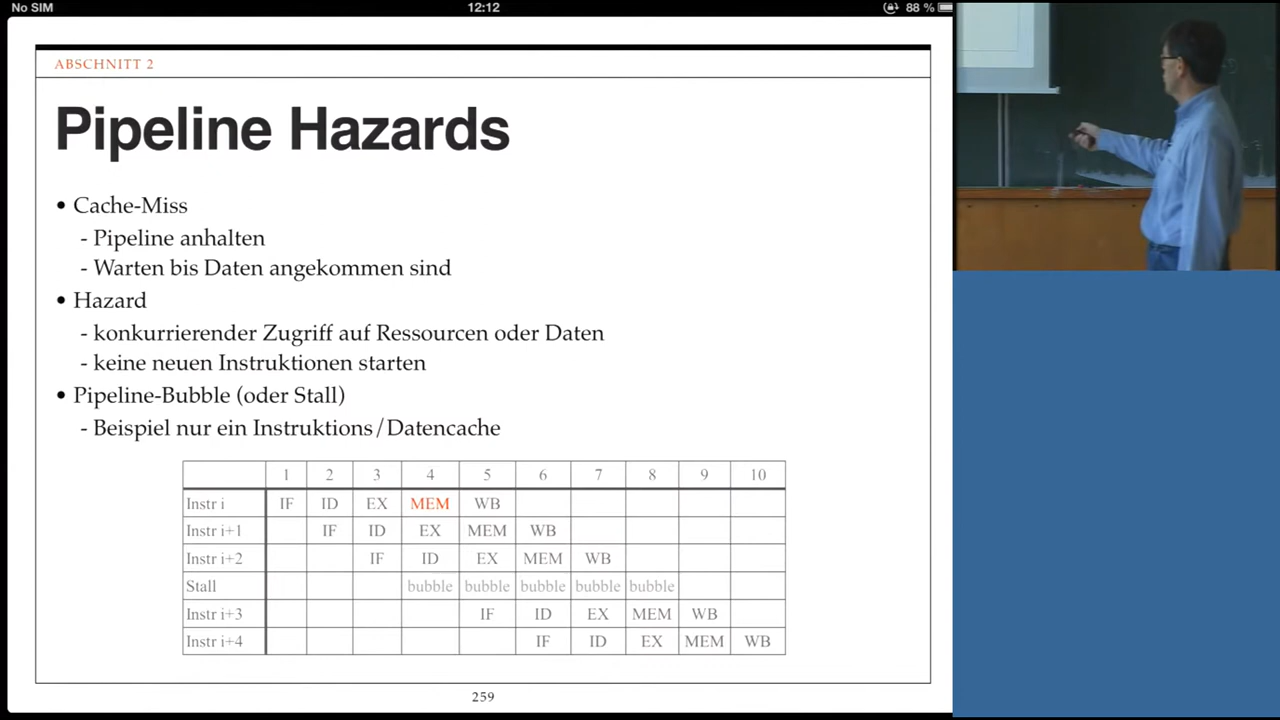 No SIM 12:12 88 %
ABSCHNITT 2
Pipeline Hazards
• Cache-Miss
- Pipeline anhalten
- Warten bis Daten angekommen sind
• Hazard
- konkurrierender Zugriff auf Ressourcen oder Daten
- keine neuen Instruktionen starten
• Pipeline-Bubble (oder Stall)
- Beispiel nur ein Instruktions/Datencache
1 2 3 4 5 6 7 8 9 10
Instr i IF ID EX MEM WB
Instr i+1 IF ID EX MEM WB
Instr i+2 IF ID EX MEM WB
Stall bubble bubble bubble bubble bubble
Instr i+3 IF ID EX MEM WB
Instr i+4 IF ID EX MEM WB
259